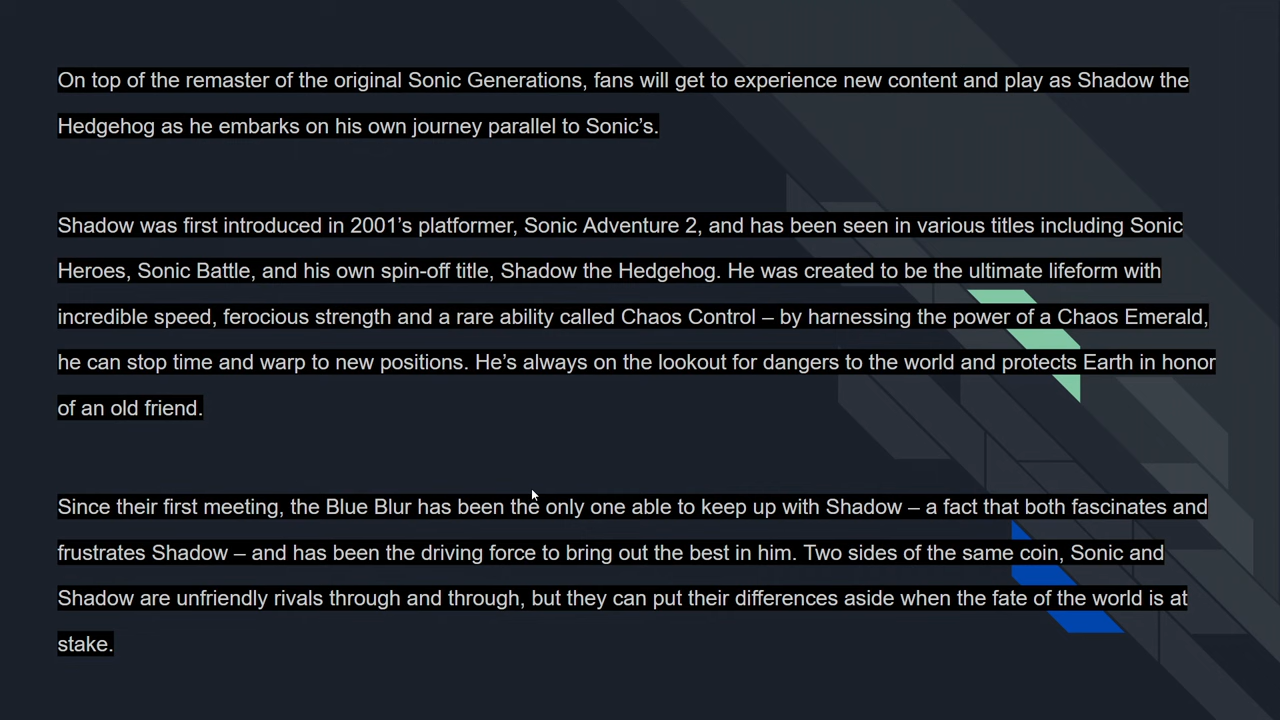 On top of the remaster of the original Sonic Generations, fans will get to experience new content and play as Shadow the
Hedgehog as he embarks on his own journey parallel to Sonic’s.
Shadow was first introduced in 2001’s platformer, Sonic Adventure 2, and has been seen in various titles including Sonic
Heroes, Sonic Battle, and his own spin-off title, Shadow the Hedgehog. He was created to be the ultimate lifeform with
incredible speed, ferocious strength and a rare ability called Chaos Control – by harnessing the power of a Chaos Emerald,
he can stop time and warp to new positions. He’s always on the lookout for dangers to the world and protects Earth in honor
of an old friend.
Since their first meeting, the Blue Blur has been the only one able to keep up with Shadow – a fact that both fascinates and
frustrates Shadow – and has been the driving force to bring out the best in him. Two sides of the same coin, Sonic and
Shadow are unfriendly rivals through and through, but they can put their differences aside when the fate of the world is at
stake.